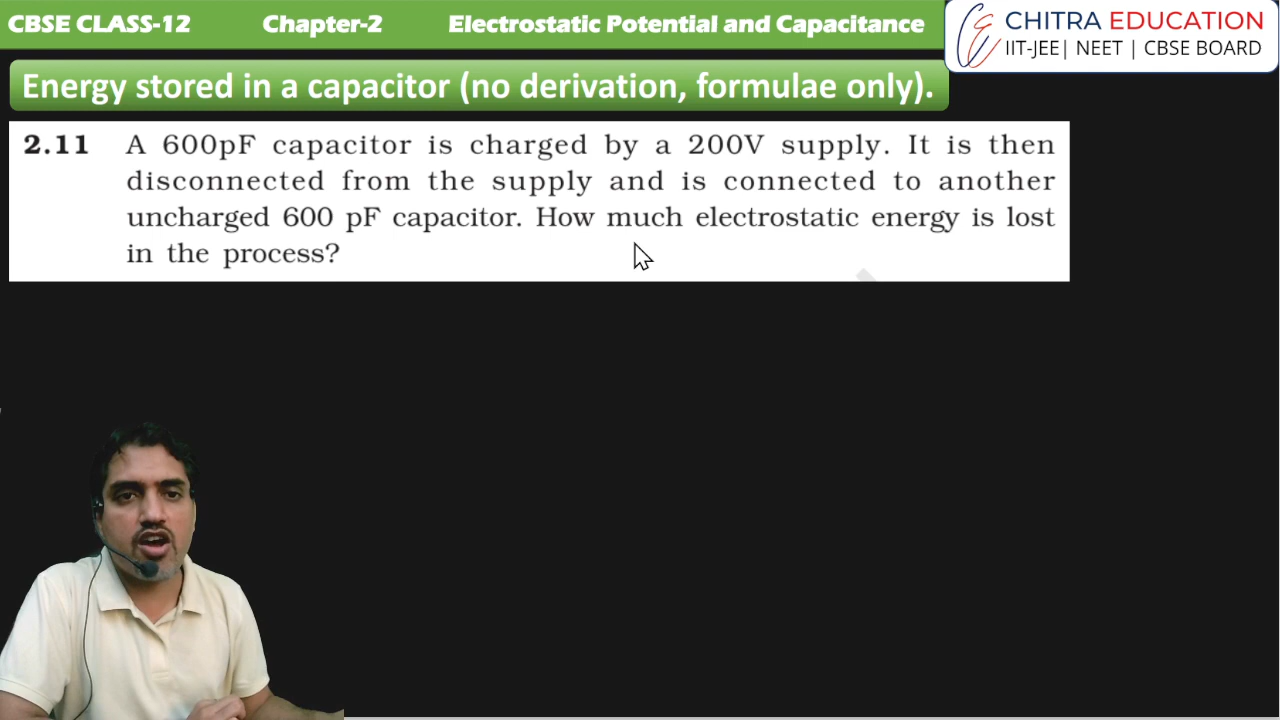 CBSE CLASS-12 Chapter-2 Electrostatic Potential and Capacitance
CHITRA EDUCATION
IIT-JEE| NEET | CBSE BOARD
Energy stored in a capacitor (no derivation, formulae only).
2.11 A 600pF capacitor is charged by a 200V supply. It is then
disconnected from the supply and is connected to another
uncharged 600 pF capacitor. How much electrostatic energy is lost
in the process?